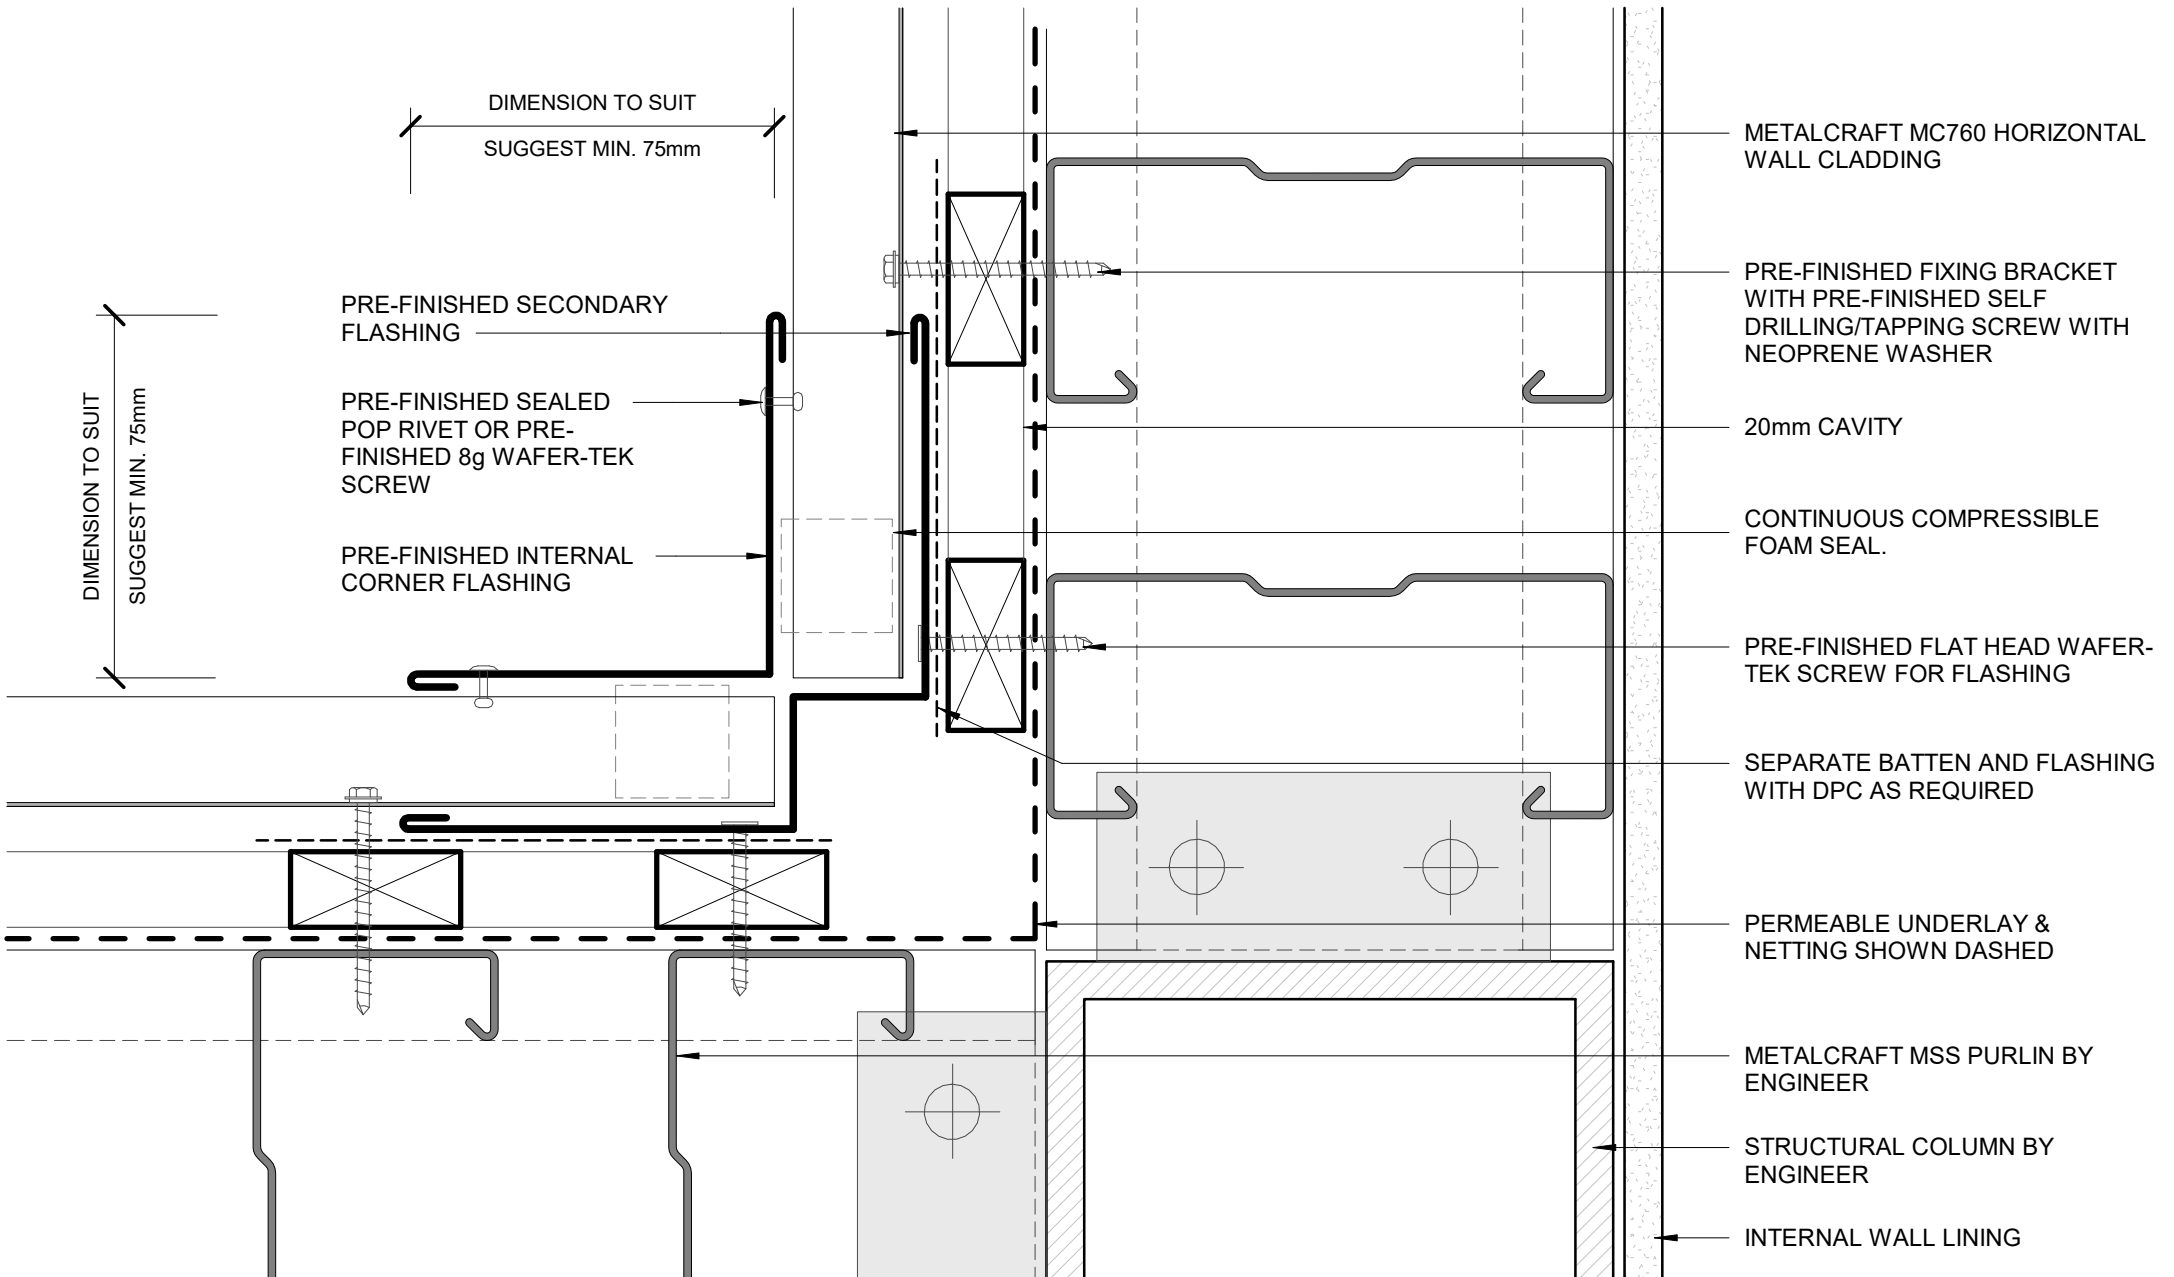 DIMENSION TO SUIT
SUGGEST MIN. 75mm
DIMENSION TO SUIT
SUGGEST MIN. 75mm
PRE-FINISHED SECONDARY
FLASHING
PRE-FINISHED SEALED
POP RIVET OR PRE-
FINISHED 8g WAFER-TEK
SCREW
PRE-FINISHED INTERNAL
CORNER FLASHING
METALCRAFT MC760 HORIZONTAL
WALL CLADDING
PRE-FINISHED FIXING BRACKET
WITH PRE-FINISHED SELF
DRILLING/TAPPING SCREW WITH
NEOPRENE WASHER
20mm CAVITY
CONTINUOUS COMPRESSIBLE
FOAM SEAL.
PRE-FINISHED FLAT HEAD WAFER-
TEK SCREW FOR FLASHING
SEPARATE BATTEN AND FLASHING
WITH DPC AS REQUIRED
PERMEABLE UNDERLAY &
NETTING SHOWN DASHED
METALCRAFT MSS PURLIN BY
ENGINEER
STRUCTURAL COLUMN BY
ENGINEER
INTERNAL WALL LINING